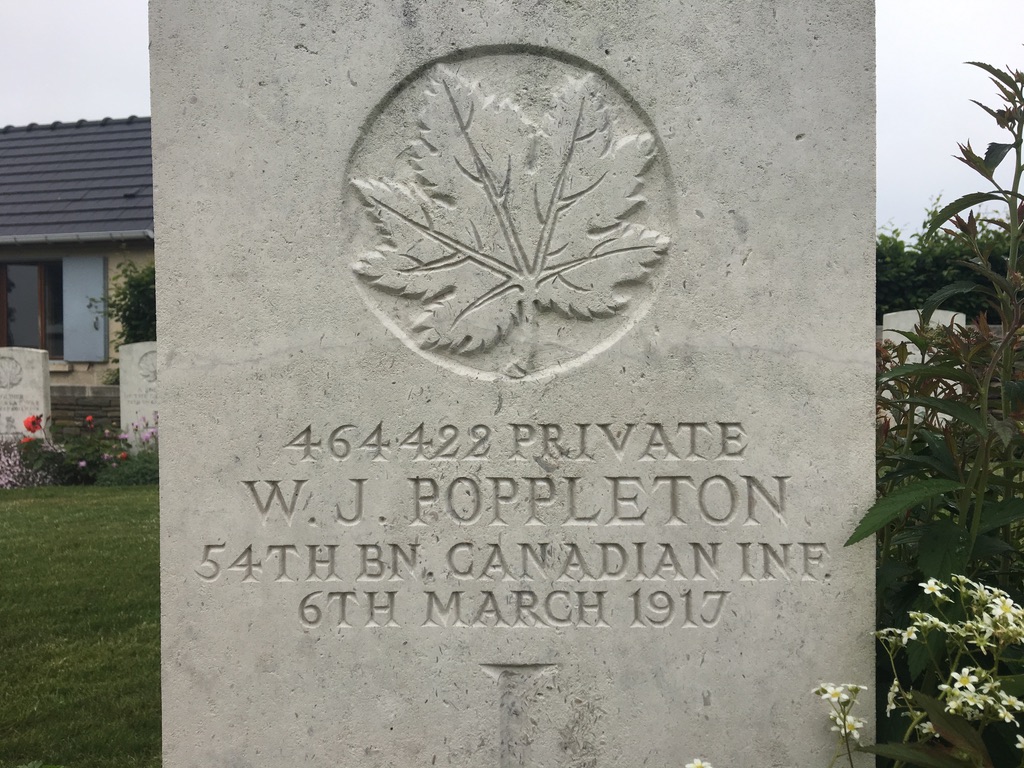 464422 PRIVATE
W. J. POPPLETON
54TH BN. CANADIAN INF.
6TH MARCH 1917